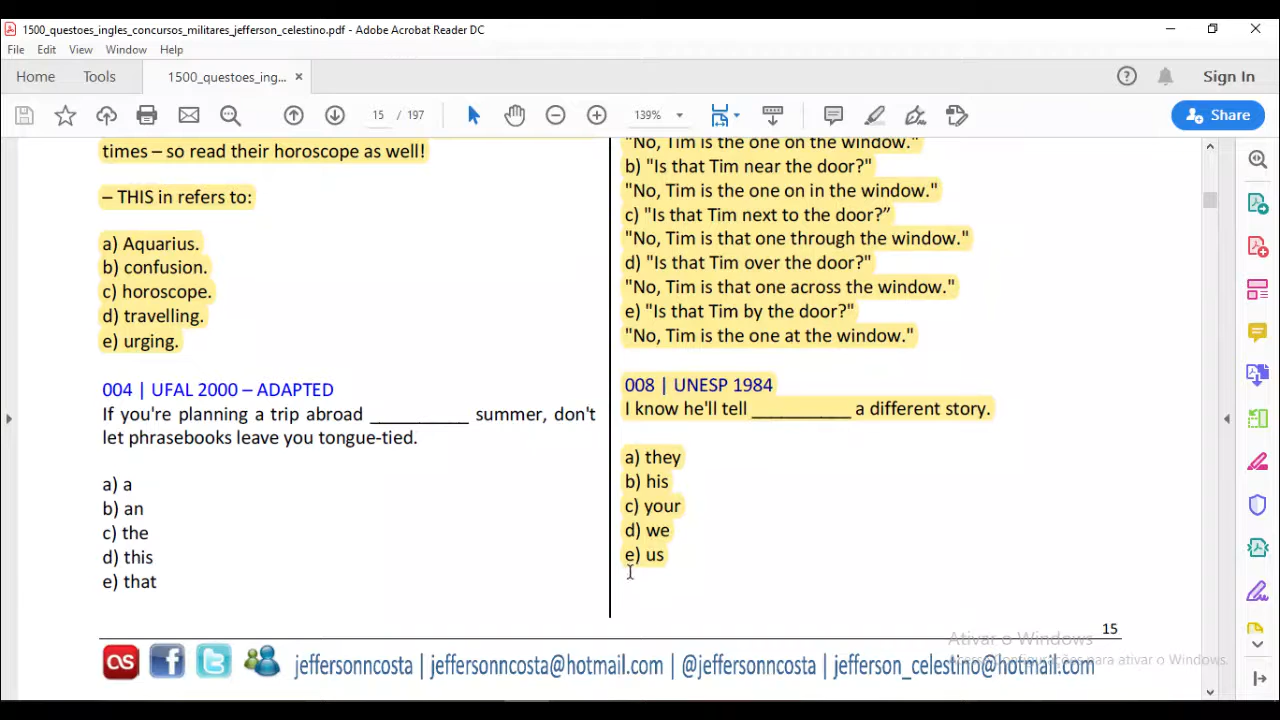 1500_questoes_ingles_concursos_militares_jefferson_celestino.pdf - Adobe Acrobat Reader DC
File Edit View Window Help
Home Tools 1500_questoes_ing... ×
15 / 197 139% Share
Sign In
times – so read their horoscope as well!
– THIS in refers to:
a) Aquarius.
b) confusion.
c) horoscope.
d) travelling.
e) urging.
004 | UFAL 2000 – ADAPTED
If you're planning a trip abroad __________ summer, don't
let phrasebooks leave you tongue-tied.
a) a
b) an
c) the
d) this
e) that
"No, Tim is the one on the window."
b) "Is that Tim near the door?"
"No, Tim is the one on in the window."
c) "Is that Tim next to the door?”
"No, Tim is that one through the window."
d) "Is that Tim over the door?"
"No, Tim is that one across the window."
e) "Is that Tim by the door?"
"No, Tim is the one at the window."
008 | UNESP 1984
I know he'll tell __________ a different story.
a) they
b) his
c) your
d) we
e) us
15
Ativar o Windows
jeffersonncosta | jeffersonncosta@hotmail.com | @jeffersonncosta | jefferson_celestino@hotmail.com
para ativar o Windows.